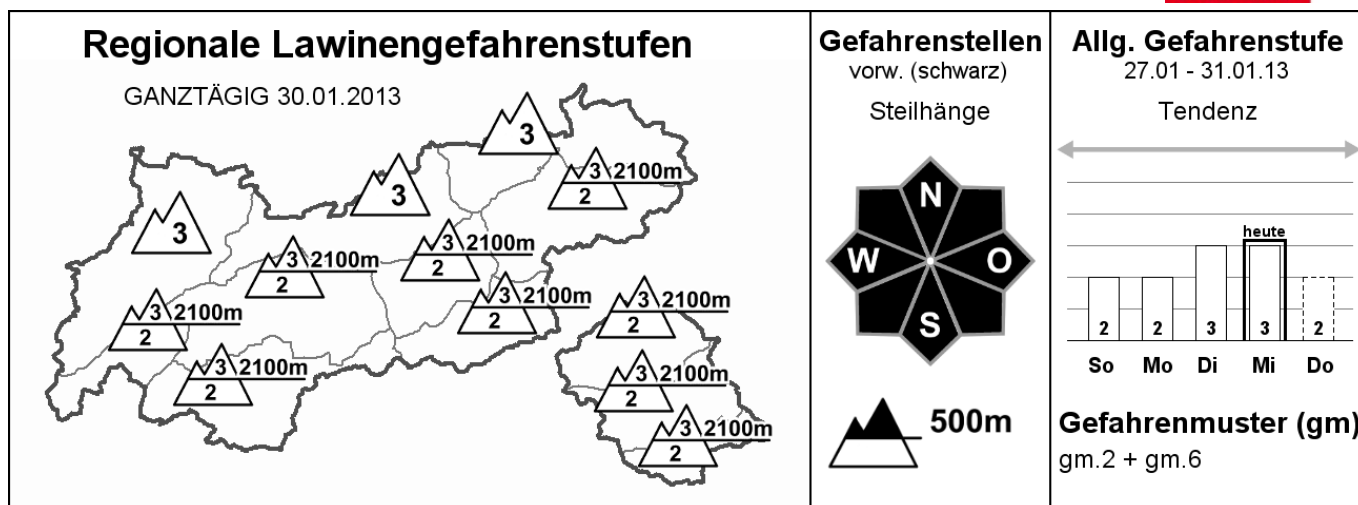 Regionale Lawinengefahrenstufen
GANZTÄGIG 30.01.2013
3
3 2100m
2
3
3
3 2100m
2
3 2100m
2
3 2100m
2
3 2100m
2
3 2100m
2
3 2100m
2
3 2100m
2
3 2100m
2
Gefahrenstellen
vorw. (schwarz)
Steilhänge
N
W O
S
500m
Allg. Gefahrenstufe
27.01 - 31.01.13
Tendenz
heute
2 2 3 3 2
So Mo Di Mi Do
Gefahrenmuster (gm)
gm.2 + gm.6